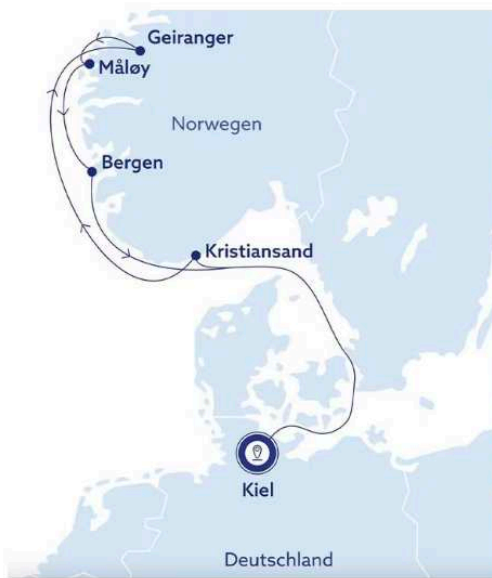 Geiranger
Måløy
Norwegen
Bergen
Kristiansand
Kiel
Deutschland